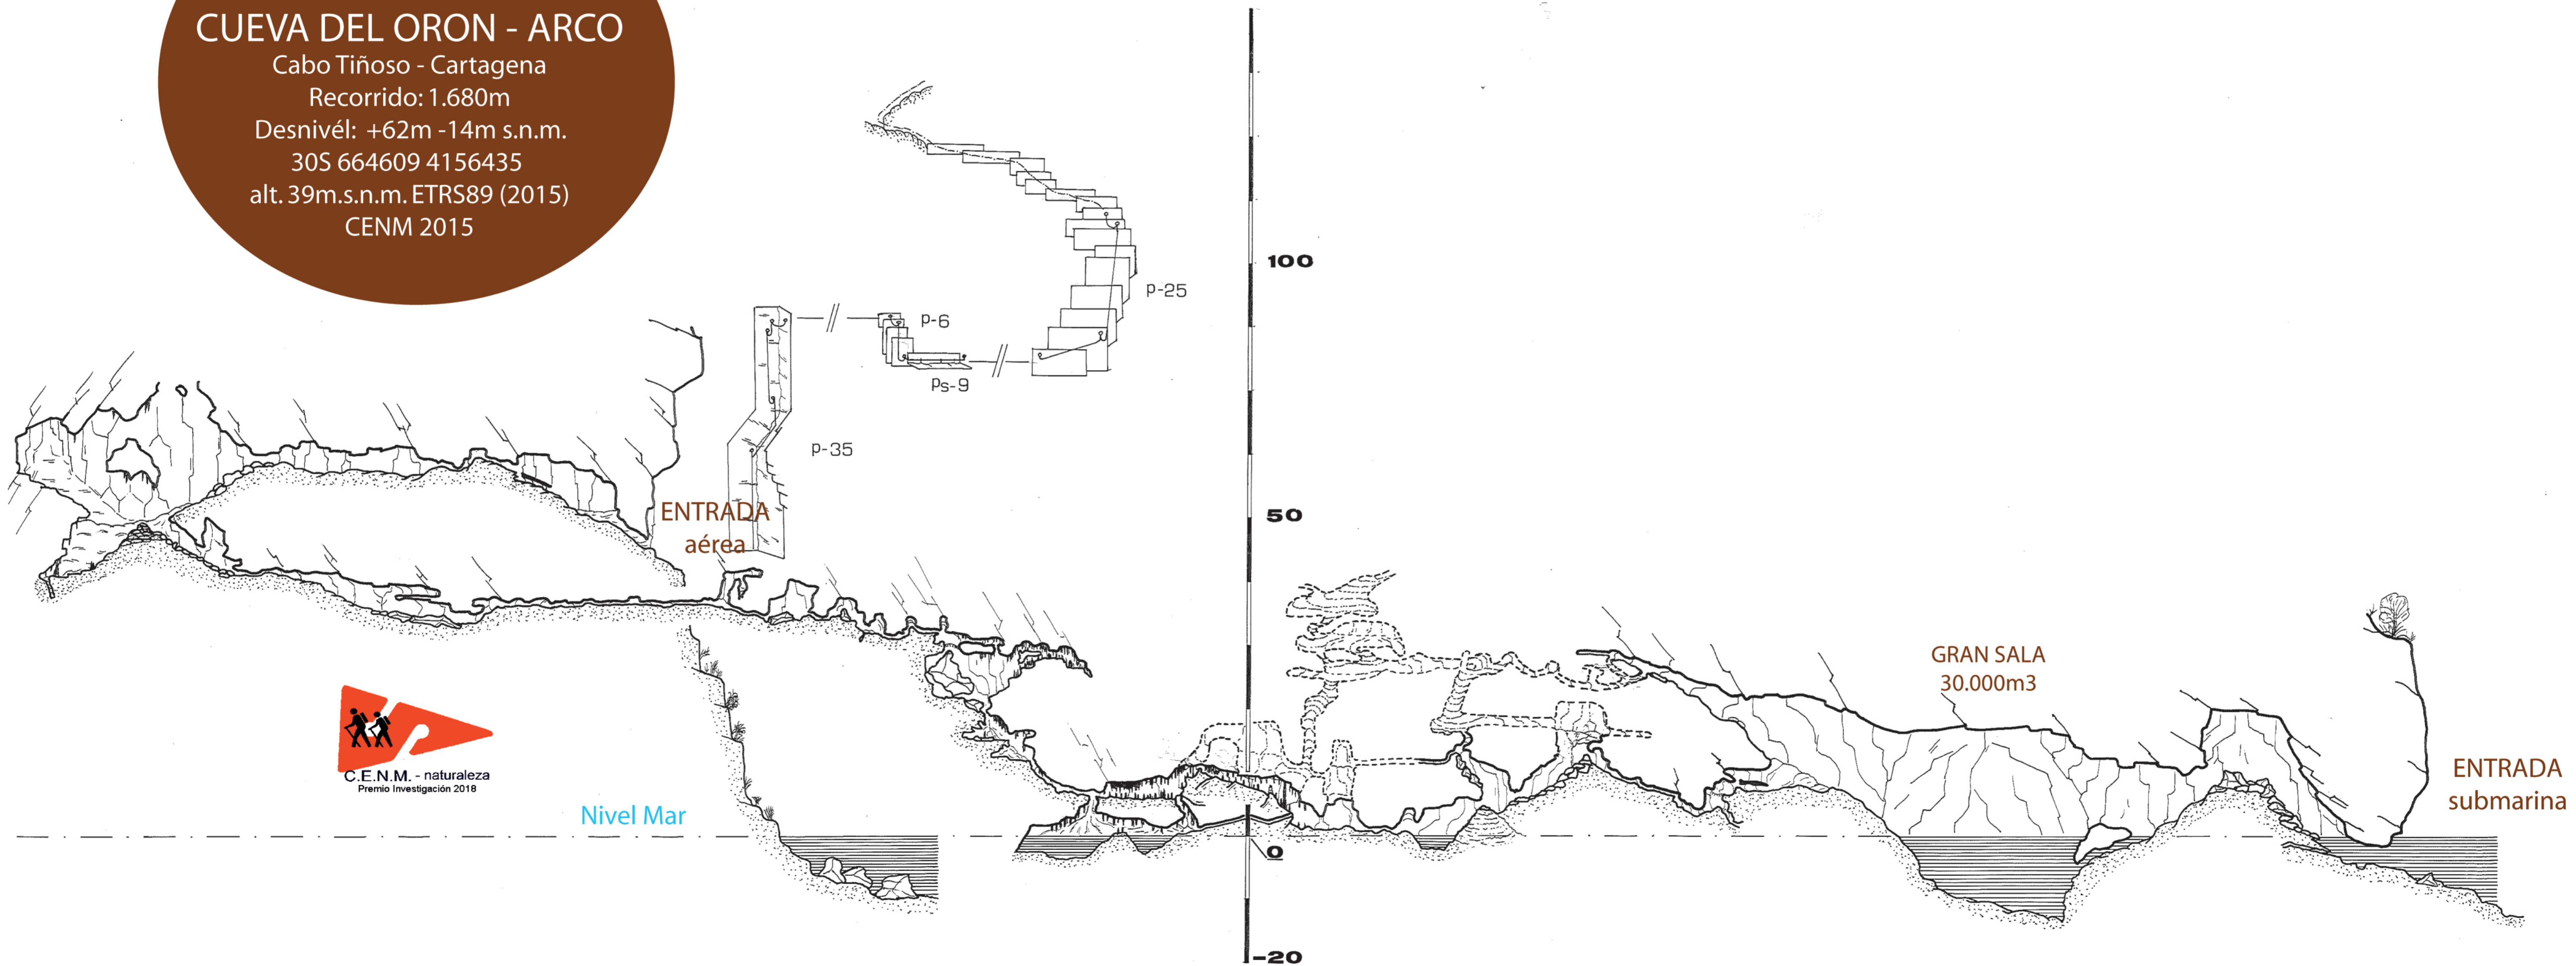 CUEVA DEL ORON - ARCO
Cabo Tiñoso - Cartagena
Recorrido: 1.680m
Desnivél: +62m -14m s.n.m.
30S 664609 4156435
alt. 39m.s.n.m. ETRS89 (2015)
CENM 2015
100
p-25
p-6
Ps-9
p-35
50
ENTRADA
aérea
GRAN SALA
30.000m3
C.E.N.M. - naturaleza
Premio Investigación 2018
Nivel Mar
ENTRADA
submarina
0
-20